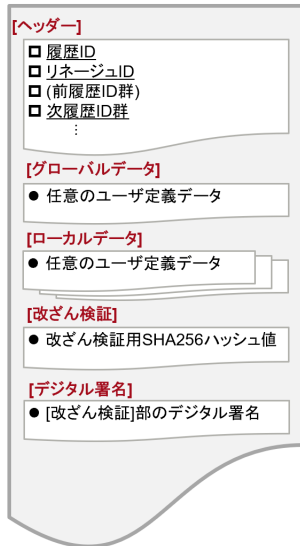 [ヘッダー]
履歴ID
リネージュID
(前履歴ID群)
次履歴ID群
⋮
[グローバルデータ]
● 任意のユーザ定義データ
[ローカルデータ]
● 任意のユーザ定義データ
[改ざん検証]
● 改ざん検証用SHA256ハッシュ値
[デジタル署名]
● [改ざん検証]部のデジタル署名